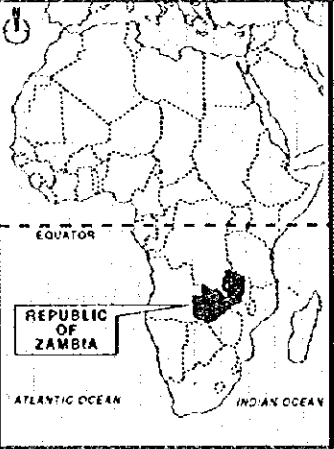 N
EQUATOR
REPUBLIC
OF
ZAMBIA
ATLANTIC OCEAN
INDIAN OCEAN